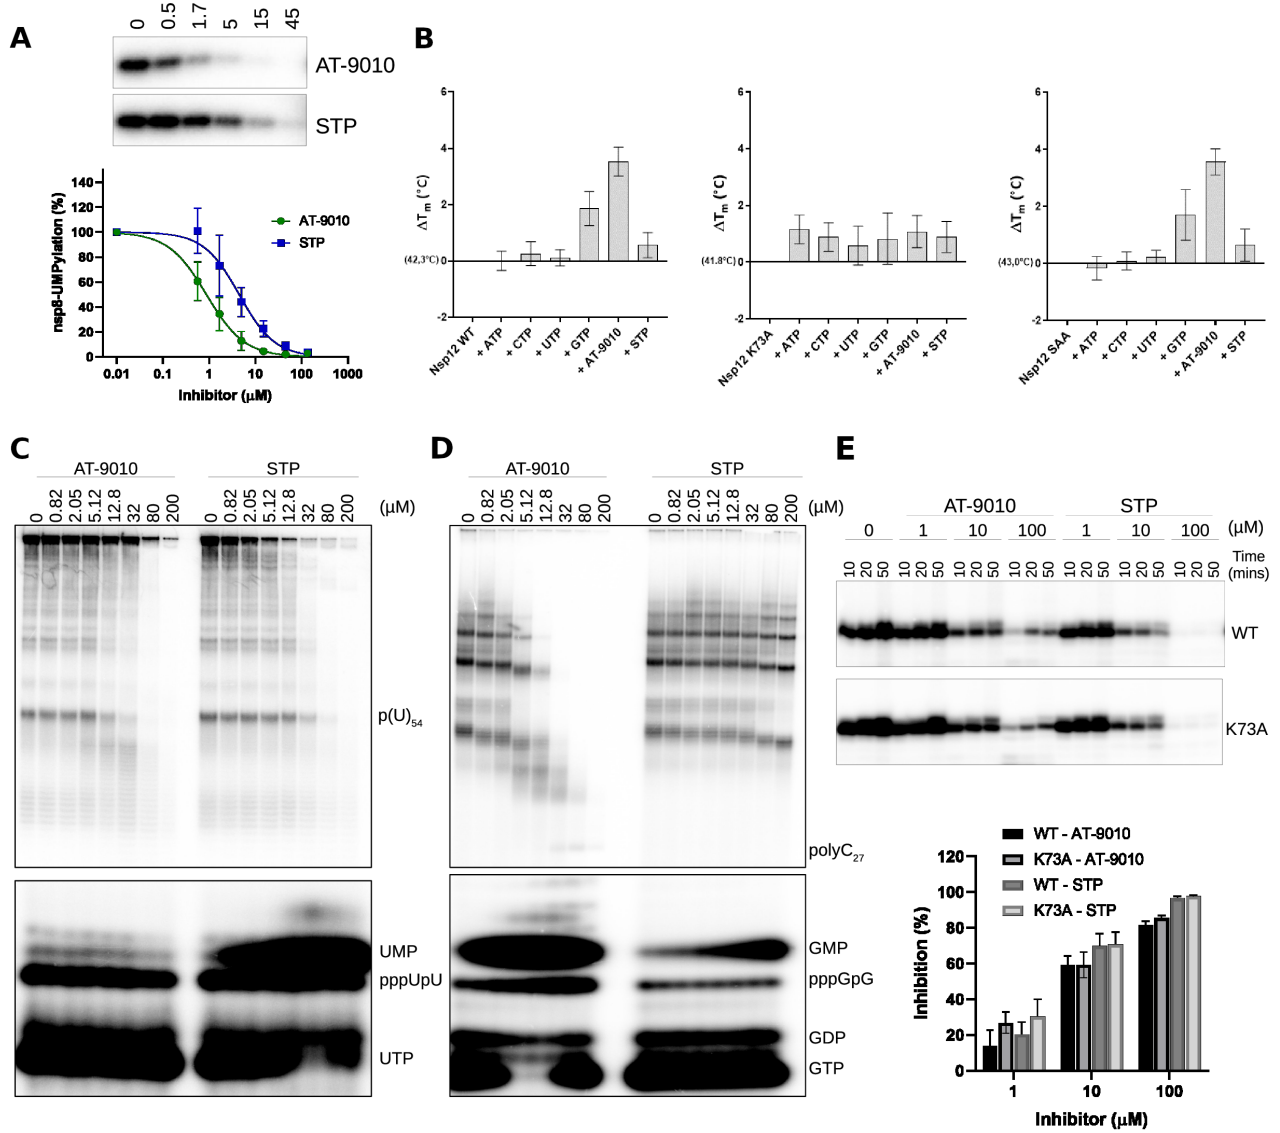 A
0 0.5 1.7 5 15 45
AT-9010
STP
nsp8-UMPylation (%)
140
120
100
80
60
40
20
0
AT-9010
STP
0.01 0.1 1 10 100 1000
Inhibitor (μM)
B
ΔTm (°C)
6
4
2
(42,3°C) 0
-2
Nsp12 WT + ATP + CTP + UTP + GTP + AT-9010 + STP
ΔTm (°C)
6
4
2
(41.8°C) 0
-2
Nsp12 K73A + ATP + CTP + UTP + GTP + AT-9010 + STP
ΔTm (°C)
6
4
2
(43,0°C) 0
-2
Nsp12 SAA + ATP + CTP + UTP + GTP + AT-9010 + STP
C
AT-9010 STP
0 0.82 2.05 5.12 12.8 32 80 200 0 0.82 2.05 5.12 12.8 32 80 200 (μM)
p(U)54
UMP
pppUpU
UTP
D
AT-9010 STP
0 0.82 2.05 5.12 12.8 32 80 200 0 0.82 2.05 5.12 12.8 32 80 200
polyC27
GMP
pppGpG
GDP
GTP
E
AT-9010 STP
0 1 10 100 1 10 100 (μM)
10 20 50 10 20 50 10 20 50 10 20 50 10 20 50 10 20 50 10 20 50 Time (mins)
WT
K73A
WT - AT-9010
K73A - AT-9010
WT - STP
K73A - STP
Inhibition (%)
120
100
80
60
40
20
0
1 10 100
Inhibitor (μM)